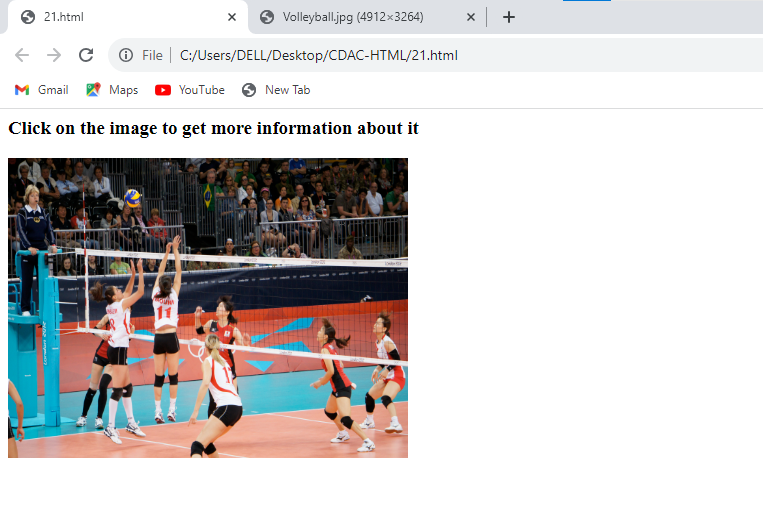 21.html
Volleyball.jpg (4912×3264)
File
C:/Users/DELL/Desktop/CDAC-HTML/21.html
Gmail
Maps
YouTube
New Tab
Click on the image to get more information about it
11